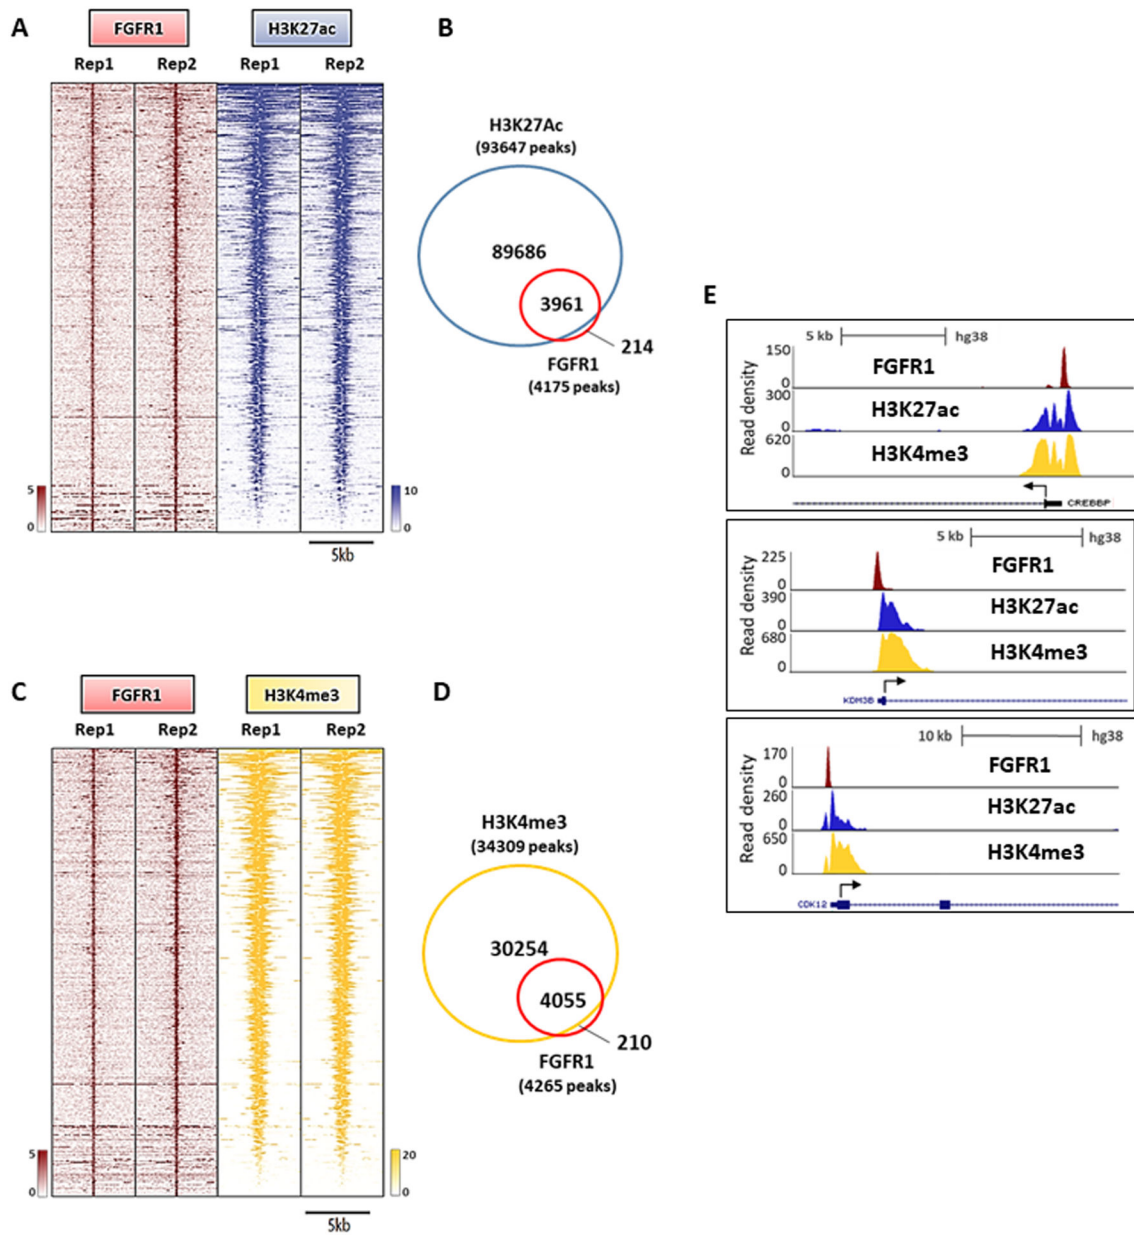 A
FGFR1
H3K27ac
Rep1
Rep2
Rep1
Rep2
5
0
10
0
5kb
B
H3K27Ac
(93647 peaks)
89686
3961
214
FGFR1
(4175 peaks)
C
FGFR1
H3K4me3
Rep1
Rep2
Rep1
Rep2
5
0
20
0
5kb
D
H3K4me3
(34309 peaks)
30254
4055
210
FGFR1
(4265 peaks)
E
5 kb
hg38
Read density
150
0
FGFR1
300
0
H3K27ac
620
0
H3K4me3
CREBBP
5 kb
hg38
Read density
225
0
FGFR1
390
0
H3K27ac
680
0
H3K4me3
KDM3B
10 kb
hg38
Read density
170
0
FGFR1
260
0
H3K27ac
650
0
H3K4me3
CDK12